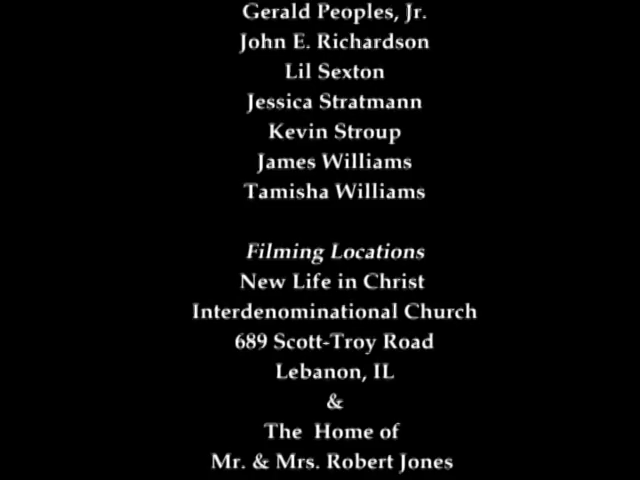 Gerald Peoples, Jr.
John E. Richardson
Lil Sexton
Jessica Stratmann
Kevin Stroup
James Williams
Tamisha Williams
Filming Locations
New Life in Christ
Interdenominational Church
689 Scott-Troy Road
Lebanon, IL
&
The Home of
Mr. & Mrs. Robert Jones